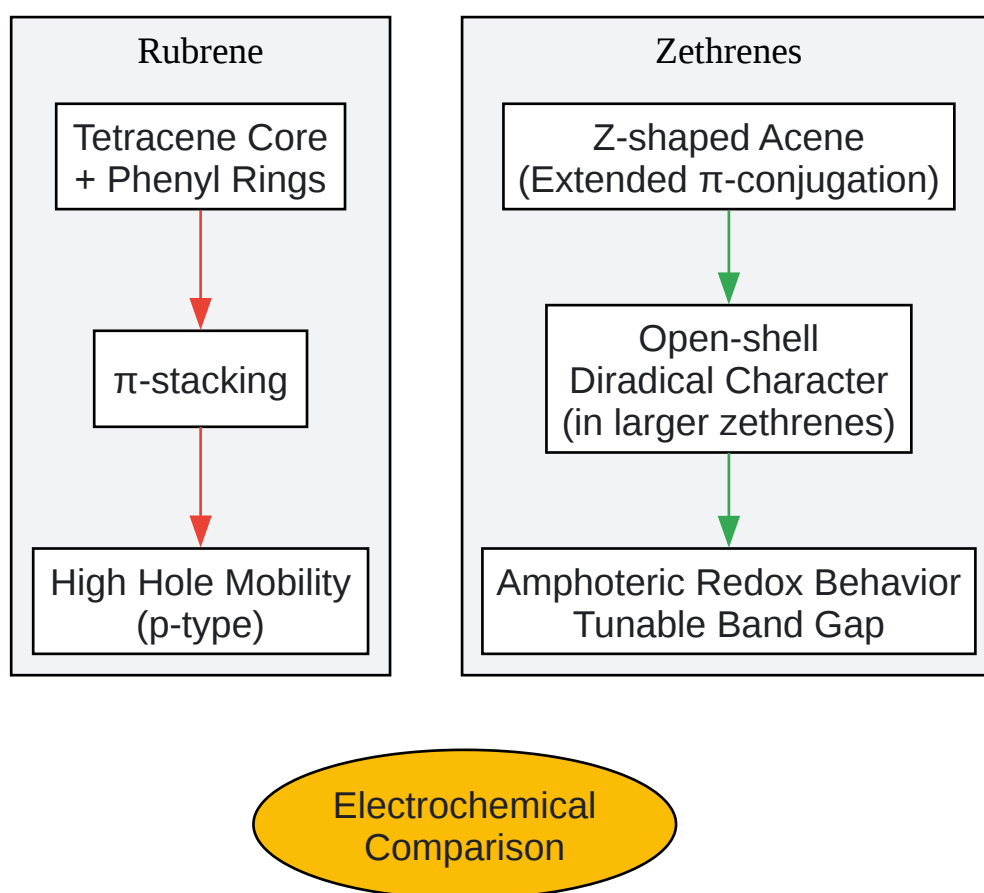 Rubrene
Tetracene Core
+ Phenyl Rings
π-stacking
High Hole Mobility
(p-type)
Zethrenes
Z-shaped Acene
(Extended π-conjugation)
Open-shell
Diradical Character
(in larger zethrenes)
Amphoteric Redox Behavior
Tunable Band Gap
Electrochemical
Comparison